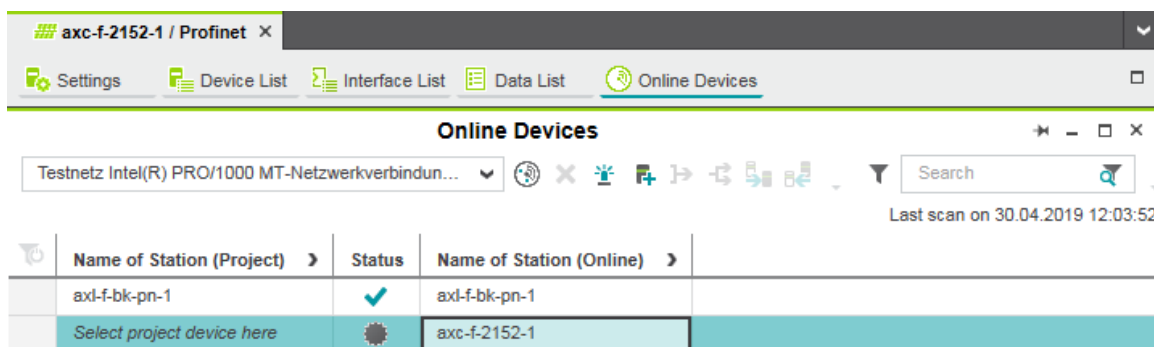 axc-f-2152-1 / Profinet
Settings Device List Interface List Data List Online Devices
Online Devices
Testnetz Intel(R) PRO/1000 MT-Netzwerkverbindun... Search
Last scan on 30.04.2019 12:03:52
Name of Station (Project) Status Name of Station (Online)
axl-f-bk-pn-1 axl-f-bk-pn-1
Select project device here axc-f-2152-1